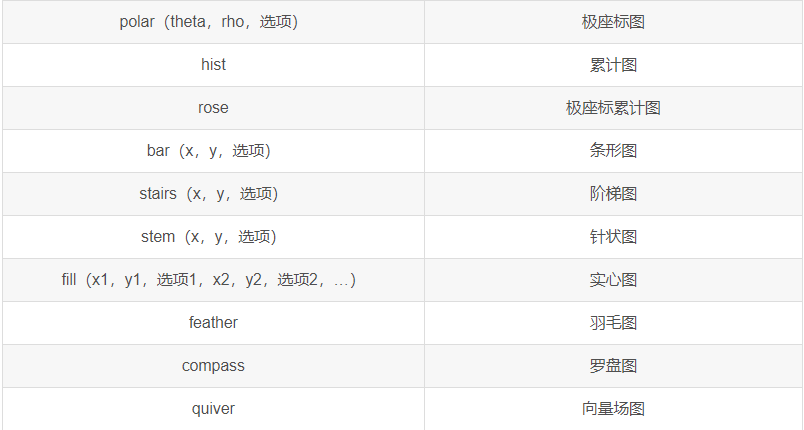 polar（theta，rho，选项） 极座标图
hist 累计图
rose 极座标累计图
bar（x，y，选项） 条形图
stairs（x，y，选项） 阶梯图
stem（x，y，选项） 针状图
fill（x1，y1，选项1，x2，y2，选项2，…） 实心图
feather 羽毛图
compass 罗盘图
quiver 向量场图